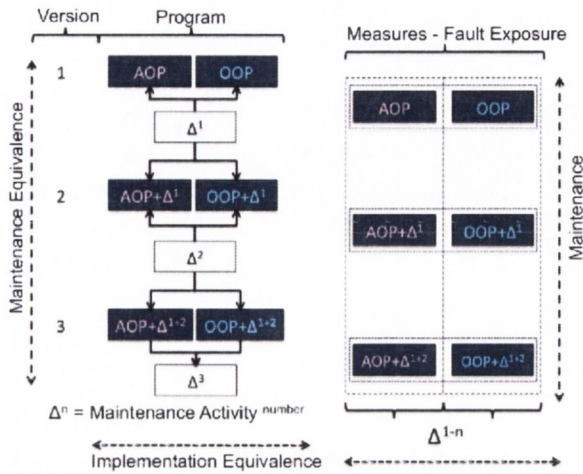 Version Program
Measures - Fault Exposure
Maintenance Equivalence
1 AOP OOP
Δ¹
2 AOP+Δ¹ OOP+Δ¹
Δ²
3 AOP+Δ¹⁺² OOP+Δ¹⁺²
Δ³
Δⁿ = Maintenance Activity ⁿᵘᵐᵇᵉʳ
Implementation Equivalence
AOP OOP
AOP+Δ¹ OOP+Δ¹
AOP+Δ¹⁺² OOP+Δ¹⁺²
Maintenance
Δ¹⁻ⁿ